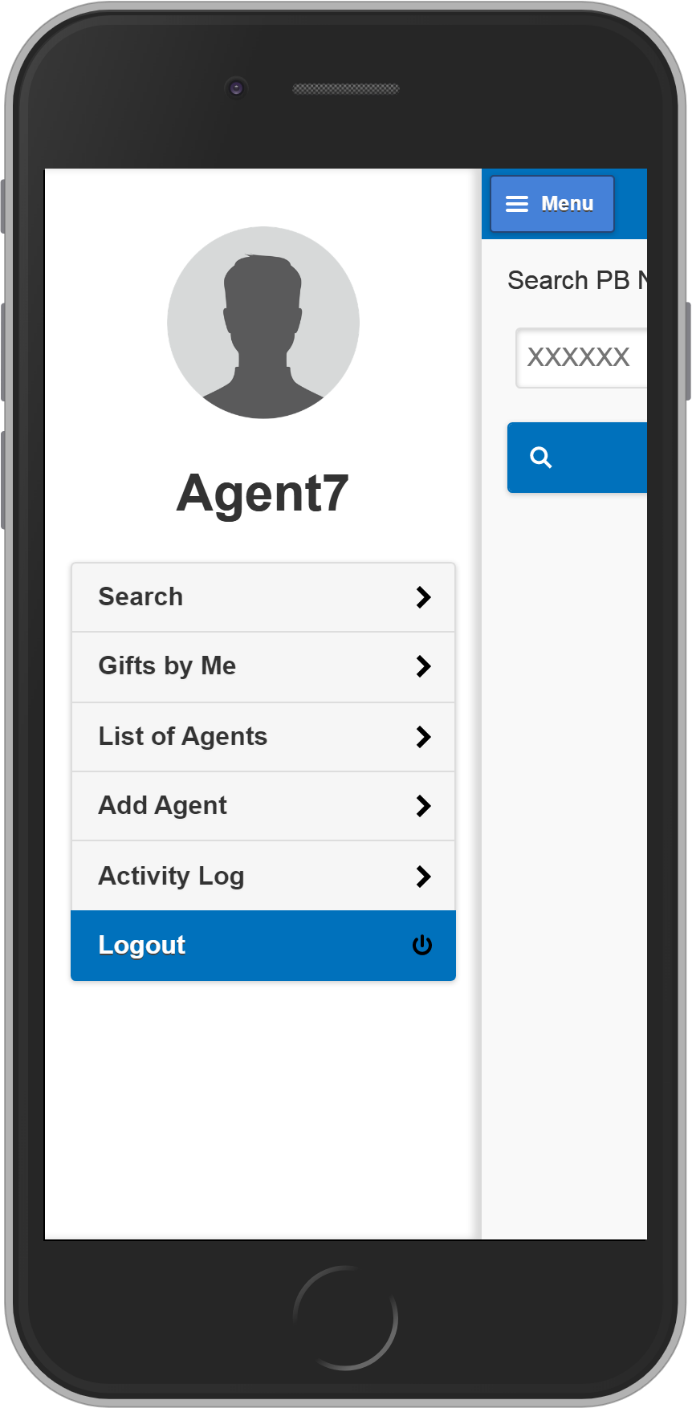 Menu
Search PB N
XXXXXX
Agent7
Search
Gifts by Me
List of Agents
Add Agent
Activity Log
Logout